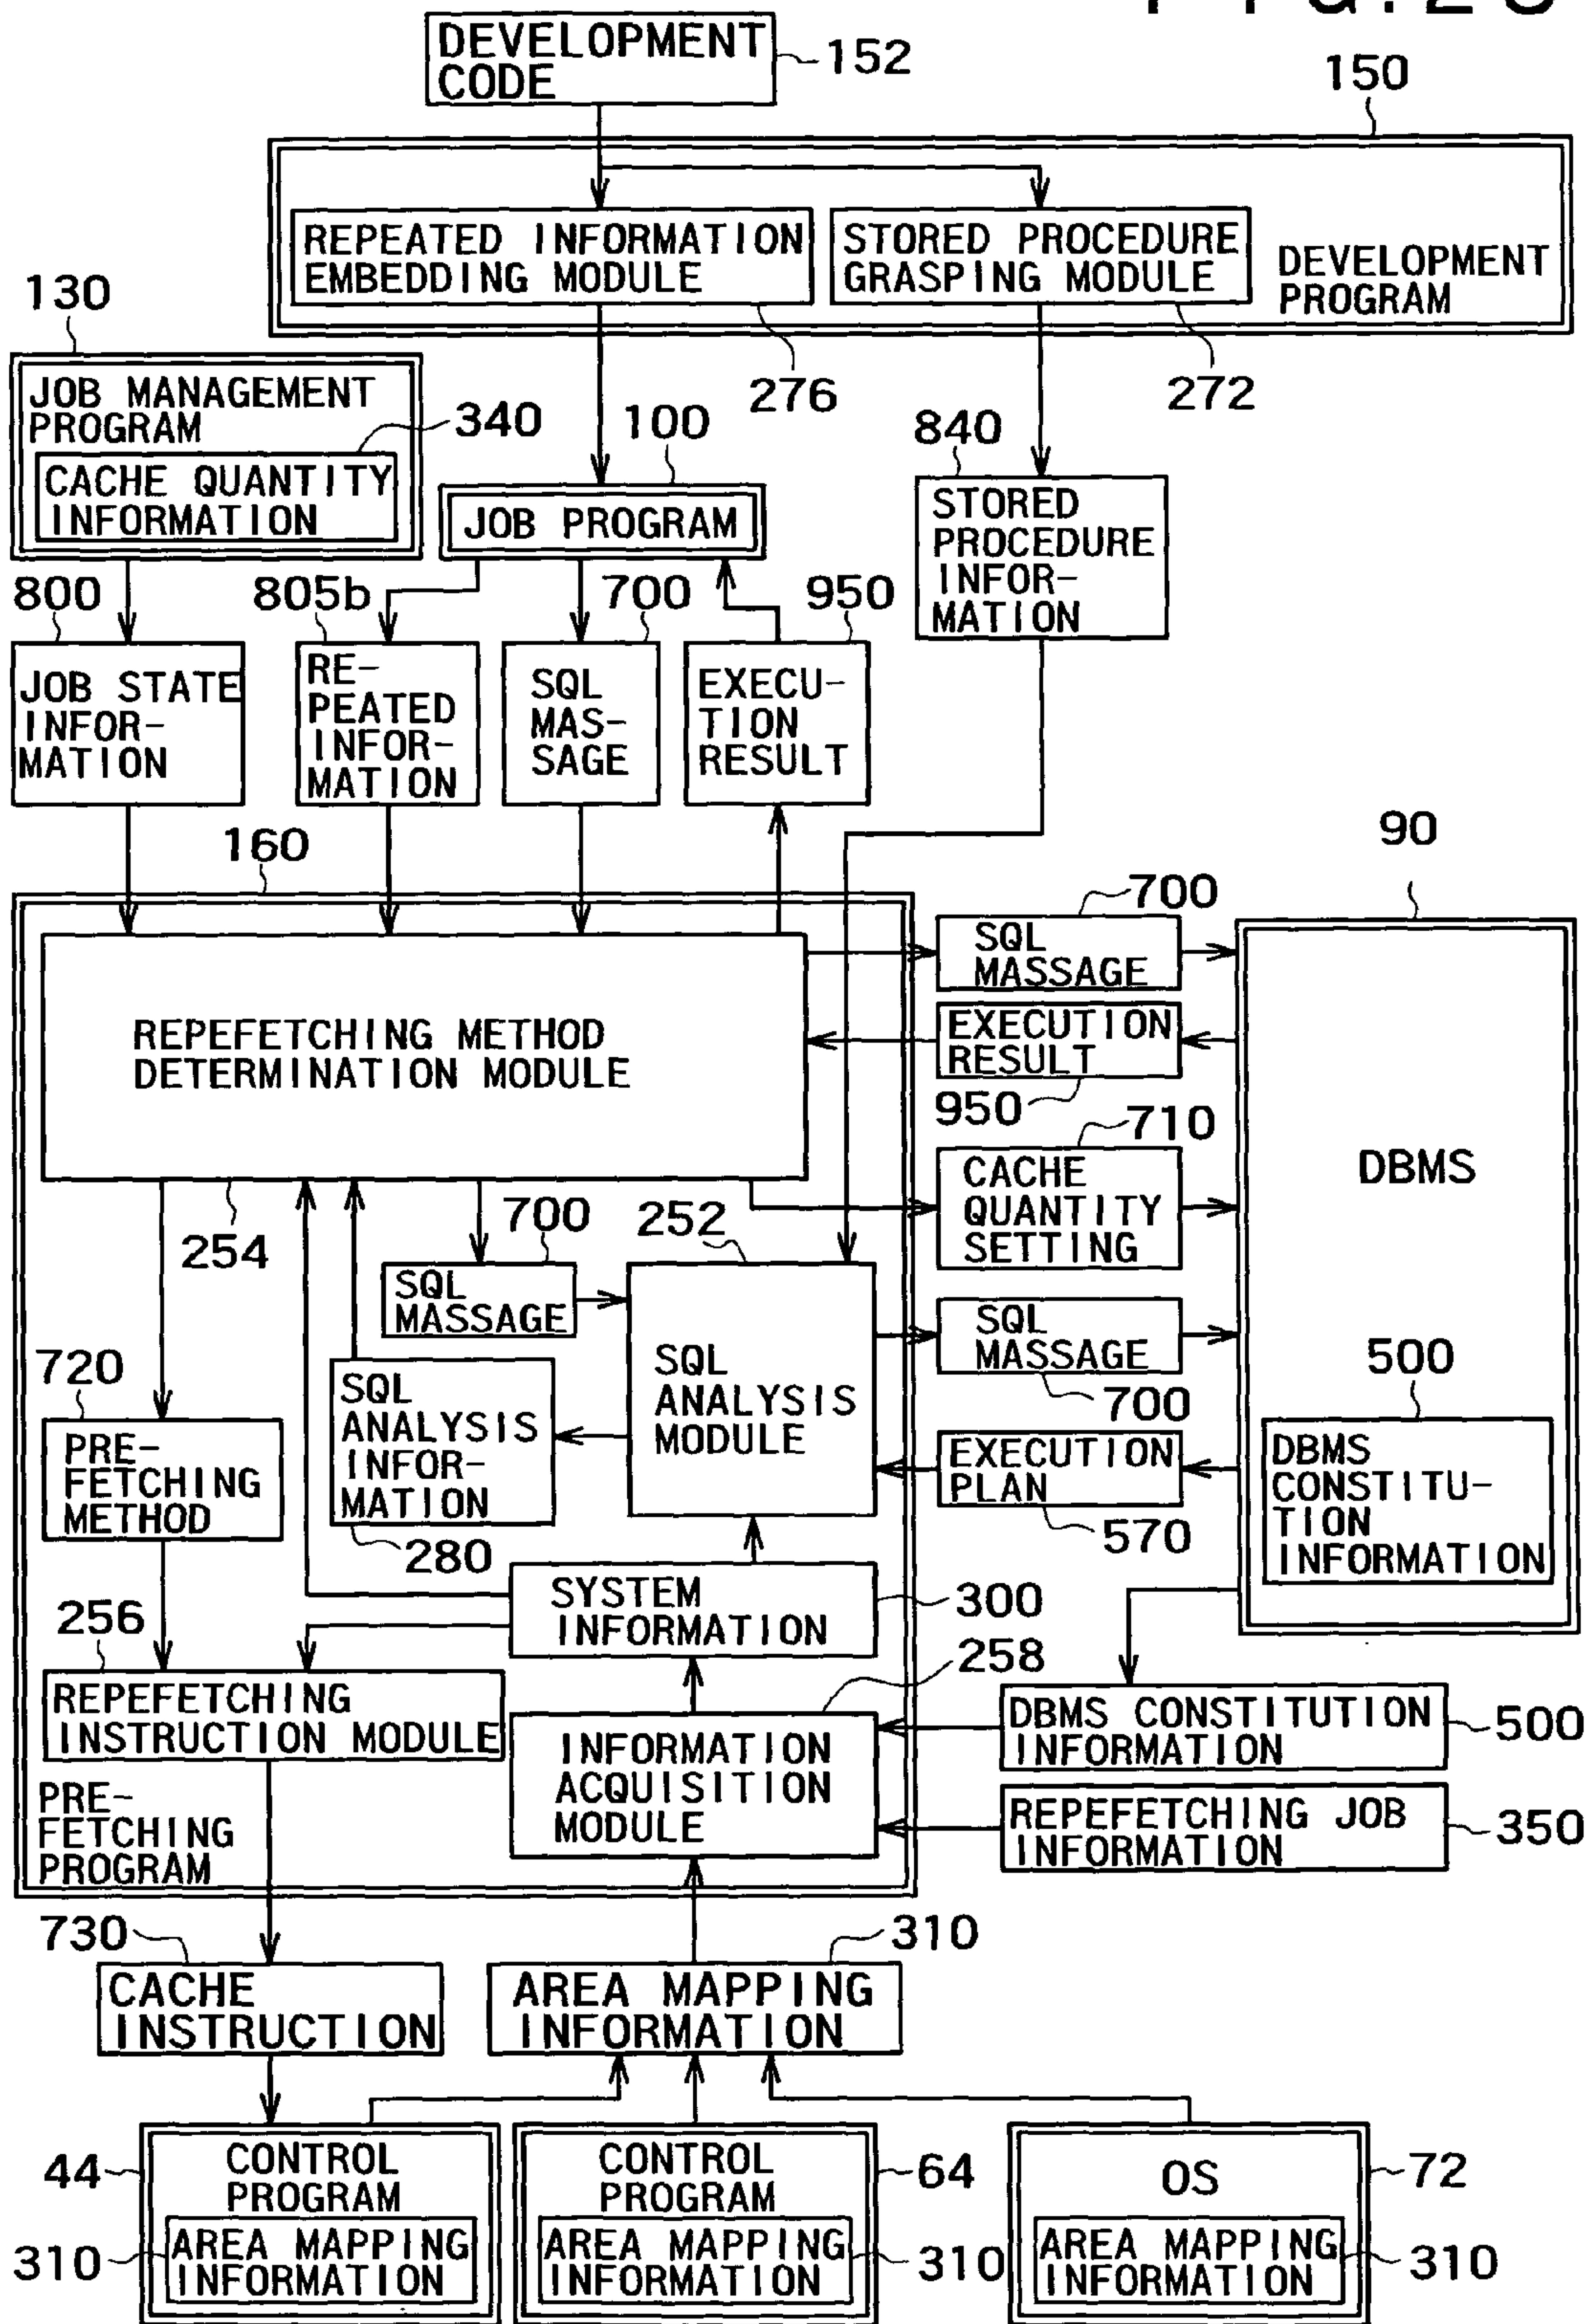 DEVELOPMENT
CODE
152
150
REPEATED INFORMATION
EMBEDDING MODULE
STORED PROCEDURE
GRASPING MODULE
DEVELOPMENT
PROGRAM
276
272
130
JOB MANAGEMENT
PROGRAM
340
CACHE QUANTITY
INFORMATION
100
JOB PROGRAM
840
STORED
PROCEDURE
INFOR-
MATION
800
805b
700
950
JOB STATE
INFOR-
MATION
RE-
PEATED
INFOR-
MATION
SQL
MAS-
SAGE
EXECU-
TION
RESULT
160
90
REPEFETCHING METHOD
DETERMINATION MODULE
700
SQL
MASSAGE
EXECUTION
RESULT
950
710
CACHE
QUANTITY
SETTING
DBMS
254
700
252
SQL
MASSAGE
SQL
ANALYSIS
MODULE
SQL
MASSAGE
700
720
PRE-
FETCHING
METHOD
SQL
ANALYSIS
INFOR-
MATION
280
EXECUTION
PLAN
570
500
DBMS
CONSTITU-
TION
INFORMATION
SYSTEM
INFORMATION
300
256
258
REPEFETCHING
INSTRUCTION MODULE
INFORMATION
ACQUISITION
MODULE
DBMS CONSTITUTION
INFORMATION
500
REPEFETCHING JOB
INFORMATION
350
PRE-
FETCHING
PROGRAM
730
310
CACHE
INSTRUCTION
AREA MAPPING
INFORMATION
44
CONTROL
PROGRAM
310
AREA MAPPING
INFORMATION
CONTROL
PROGRAM
64
AREA MAPPING
INFORMATION
310
OS
72
AREA MAPPING
INFORMATION
310